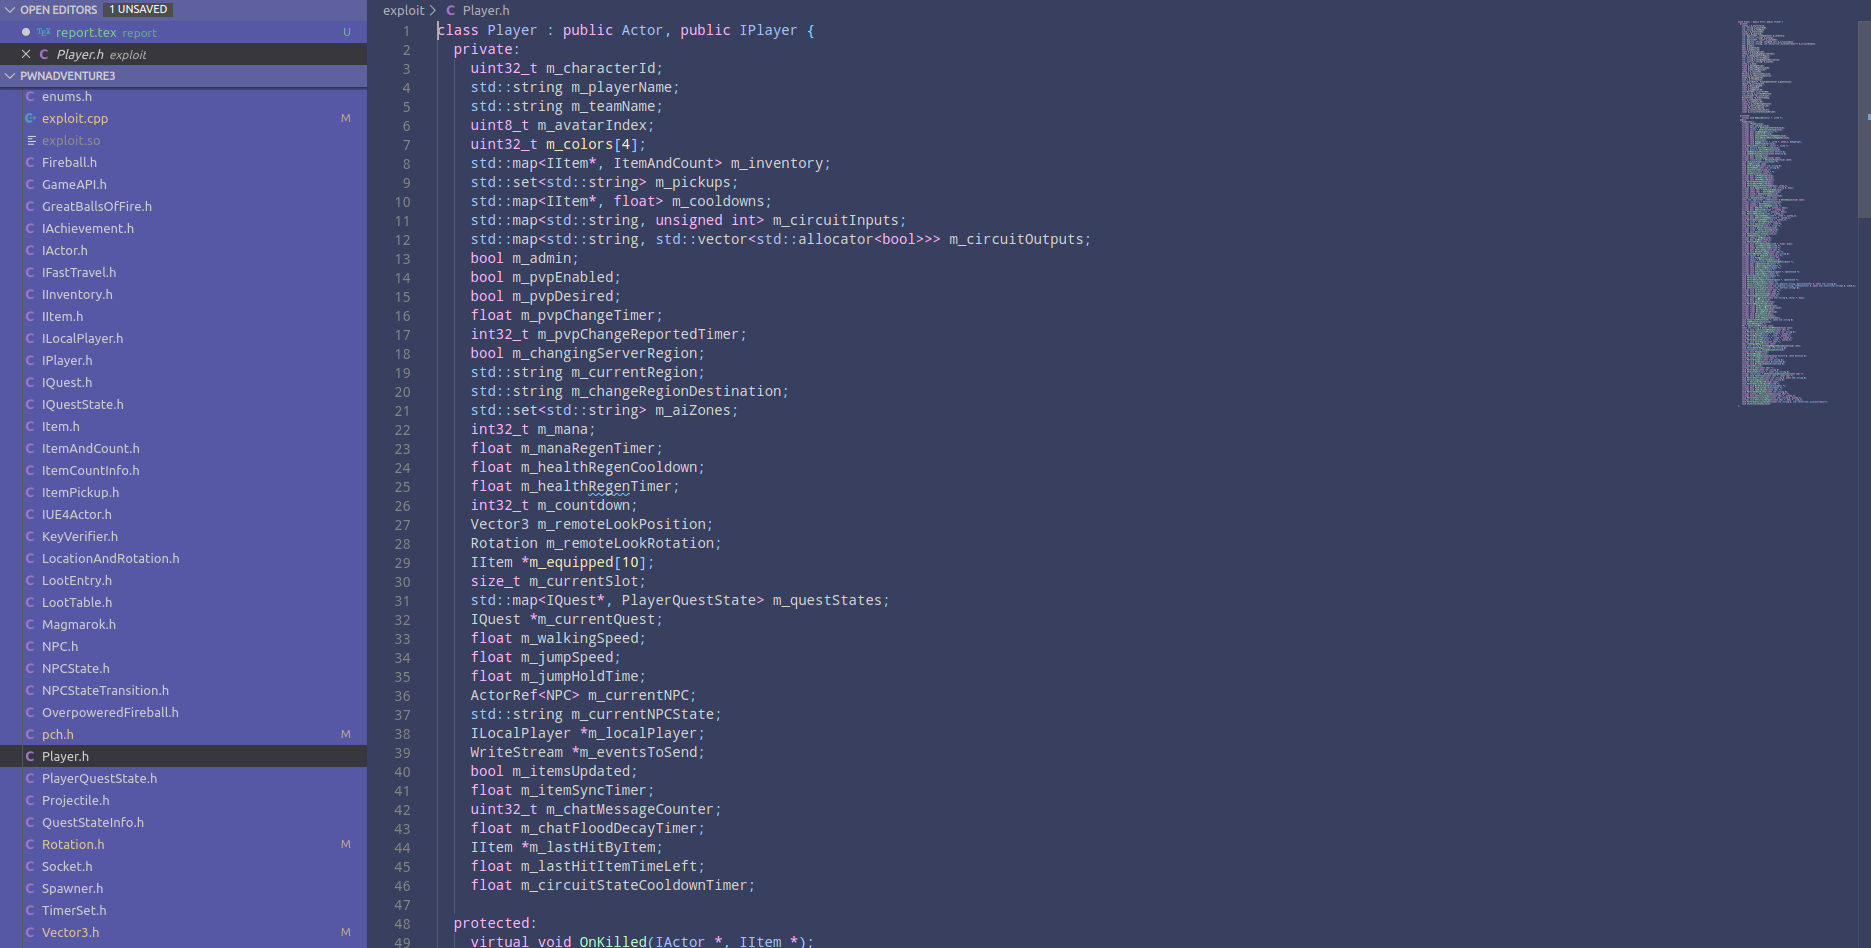 OPEN EDITORS 1 UNSAVED
report.tex report U
Player.h exploit
PWNADVENTURE3
enums.h
exploit.cpp M
exploit.so
Fireball.h
GameAPI.h
GreatBallsOfFire.h
IAchievement.h
IActor.h
IFastTravel.h
IInventory.h
IItem.h
ILocalPlayer.h
IPlayer.h
IQuest.h
IQuestState.h
Item.h
ItemAndCount.h
ItemCountInfo.h
ItemPickup.h
IUE4Actor.h
KeyVerifier.h
LocationAndRotation.h
LootEntry.h
LootTable.h
Magmarok.h
NPC.h
NPCState.h
NPCStateTransition.h
OverpoweredFireball.h
pch.h M
Player.h
PlayerQuestState.h
Projectile.h
QuestStateInfo.h
Rotation.h M
Socket.h
Spawner.h
TimerSet.h
Vector3.h M
exploit > C Player.h
1 class Player : public Actor, public IPlayer {
2 private:
3 uint32_t m_characterId;
4 std::string m_playerName;
5 std::string m_teamName;
6 uint8_t m_avatarIndex;
7 uint32_t m_colors[4];
8 std::map<IItem*, ItemAndCount> m_inventory;
9 std::set<std::string> m_pickups;
10 std::map<IItem*, float> m_cooldowns;
11 std::map<std::string, unsigned int> m_circuitInputs;
12 std::map<std::string, std::vector<std::allocator<bool>>> m_circuitOutputs;
13 bool m_admin;
14 bool m_pvpEnabled;
15 bool m_pvpDesired;
16 float m_pvpChangeTimer;
17 int32_t m_pvpChangeReportedTimer;
18 bool m_changingServerRegion;
19 std::string m_currentRegion;
20 std::string m_changeRegionDestination;
21 std::set<std::string> m_aiZones;
22 int32_t m_mana;
23 float m_manaRegenTimer;
24 float m_healthRegenCooldown;
25 float m_healthRegenTimer;
26 int32_t m_countdown;
27 Vector3 m_remoteLookPosition;
28 Rotation m_remoteLookRotation;
29 IItem *m_equipped[10];
30 size_t m_currentSlot;
31 std::map<IQuest*, PlayerQuestState> m_questStates;
32 IQuest *m_currentQuest;
33 float m_walkingSpeed;
34 float m_jumpSpeed;
35 float m_jumpHoldTime;
36 ActorRef<NPC> m_currentNPC;
37 std::string m_currentNPCState;
38 ILocalPlayer *m_localPlayer;
39 WriteStream *m_eventsToSend;
40 bool m_itemsUpdated;
41 float m_itemSyncTimer;
42 uint32_t m_chatMessageCounter;
43 float m_chatFloodDecayTimer;
44 IItem *m_lastHitByItem;
45 float m_lastHitItemTimeLeft;
46 float m_circuitStateCooldownTimer;
47
48 protected:
49 virtual void OnKilled(IActor *, IItem *);